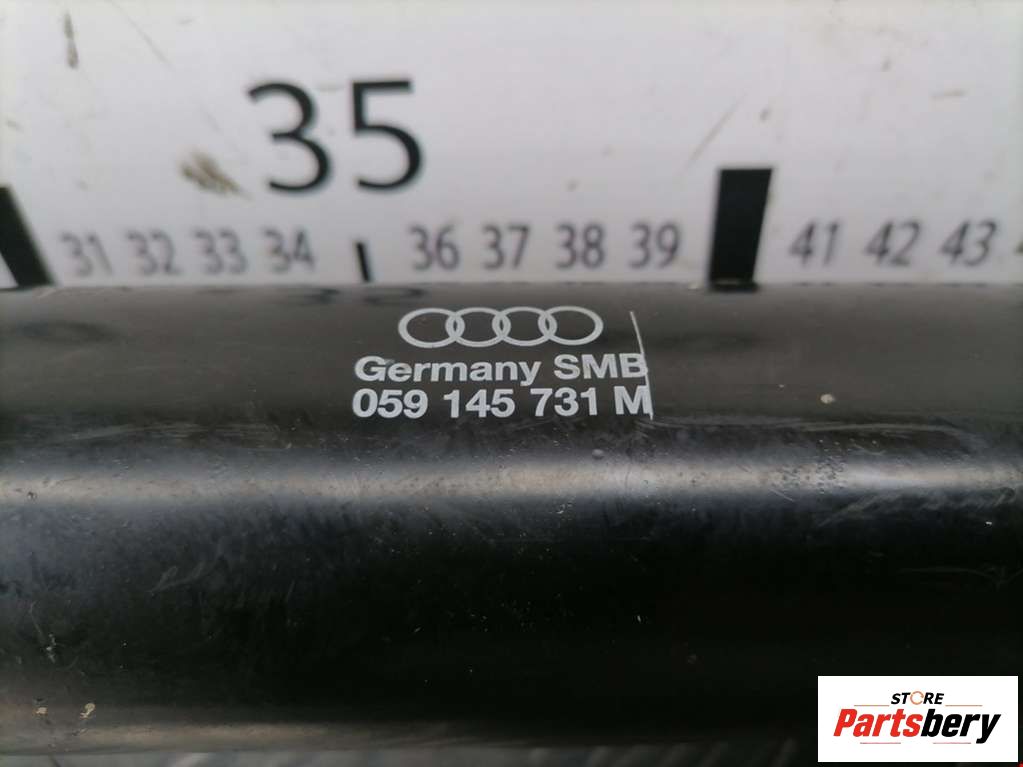 35
31 32 33 34 36 37 38 39 41 42 43
Germany SMB
059 145 731 M
STORE
Partsbery